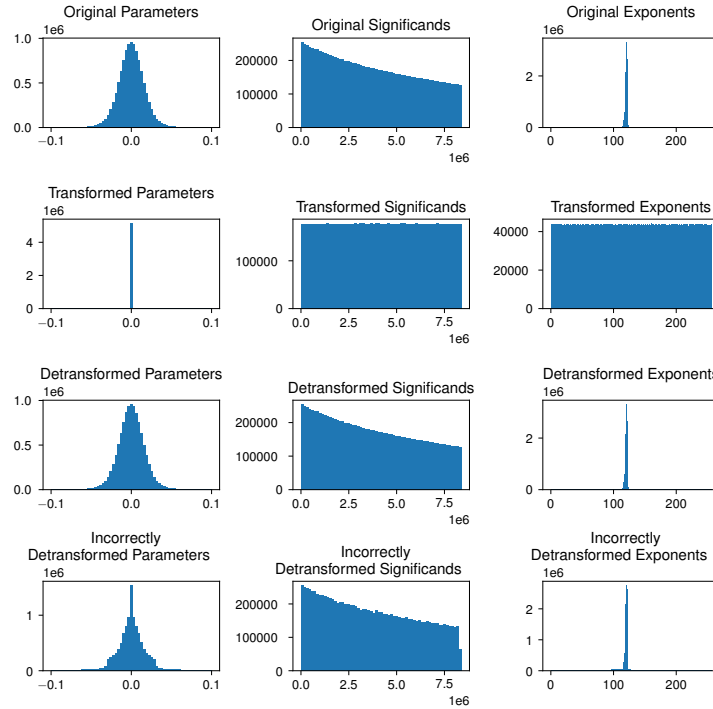 Original Parameters
1e6
1.0
0.5
0.0
−0.1 0.0 0.1
Original Significands
200000
100000
0
0.0 2.5 5.0 7.5
1e6
Original Exponents
1e6
2
0
0 100 200
Transformed Parameters
1e6
4
2
0
−0.1 0.0 0.1
Transformed Significands
100000
0
0.0 2.5 5.0 7.5
1e6
Transformed Exponents
40000
20000
0
0 100 200
Detransformed Parameters
1e6
1.0
0.5
0.0
−0.1 0.0 0.1
Detransformed Significands
200000
100000
0
0.0 2.5 5.0 7.5
1e6
Detransformed Exponents
1e6
2
0
0 100 200
Incorrectly
Detransformed Parameters
1e6
1
0
−0.1 0.0 0.1
Incorrectly
Detransformed Significands
200000
100000
0
0.0 2.5 5.0 7.5
1e6
Incorrectly
Detransformed Exponents
1e6
2
1
0
0 100 200